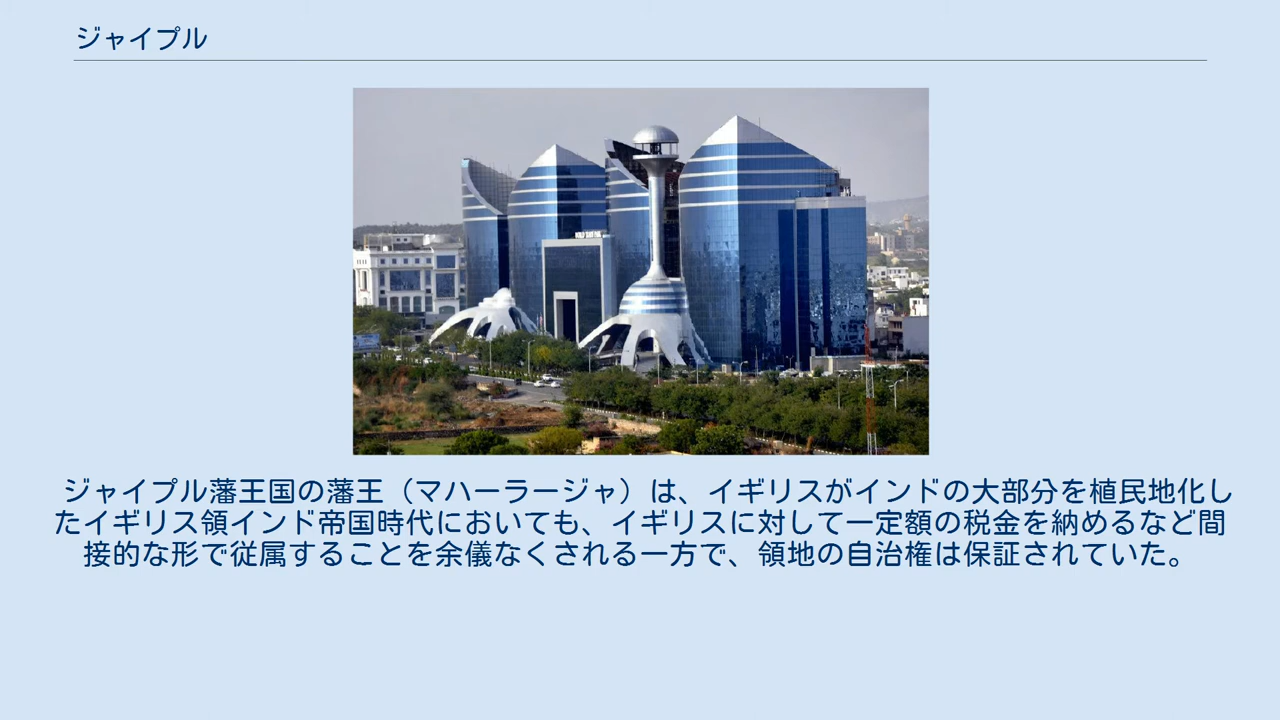 ジャイプル
ジャイプル藩王国の藩王（マハーラージャ）は、イギリスがインドの大部分を植民地化し
たイギリス領インド帝国時代においても、イギリスに対して一定額の税金を納めるなど間
接的な形で従属することを余儀なくされる一方で、領地の自治権は保証されていた。